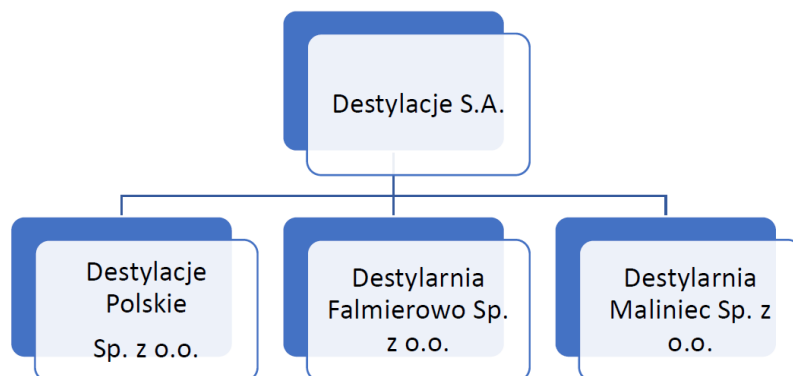 Destylacje S.A.
Destylacje
Polskie
Sp. z o.o.
Destylarnia
Falmierowo Sp.
z o.o.
Destylarnia
Maliniec Sp. z
o.o.